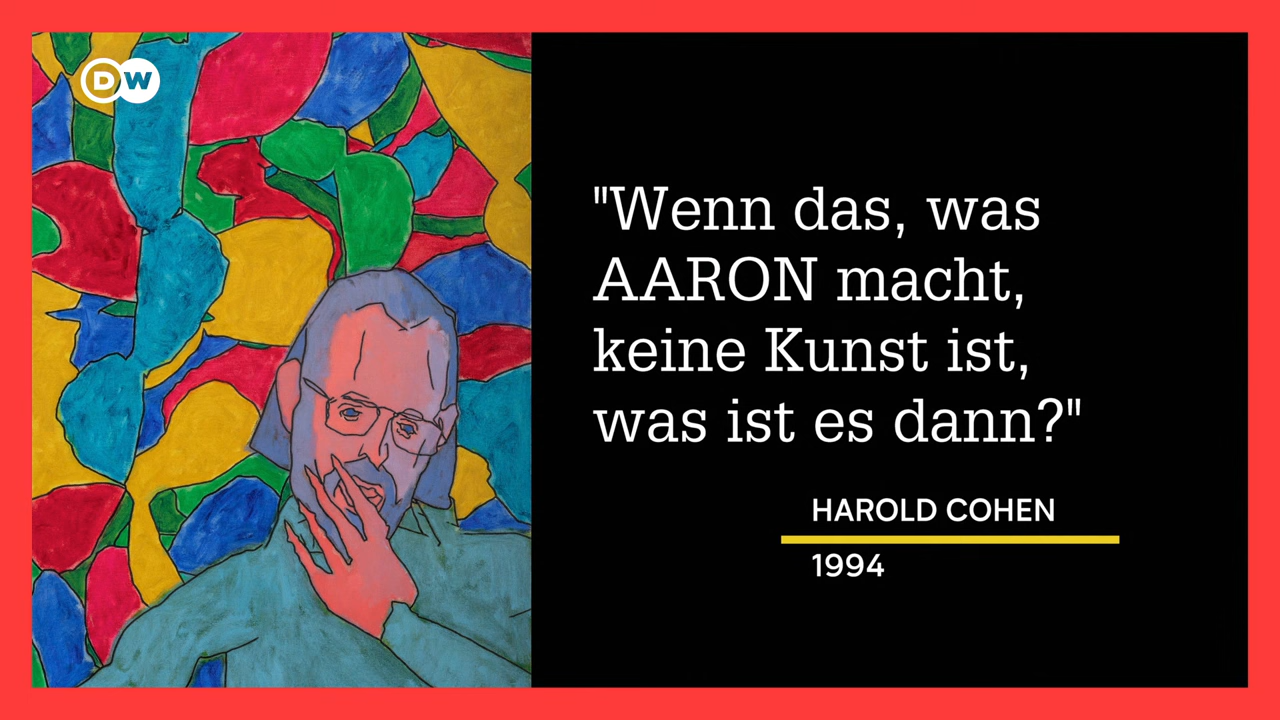 DW
"Wenn das, was
AARON macht,
keine Kunst ist,
was ist es dann?"
HAROLD COHEN
1994